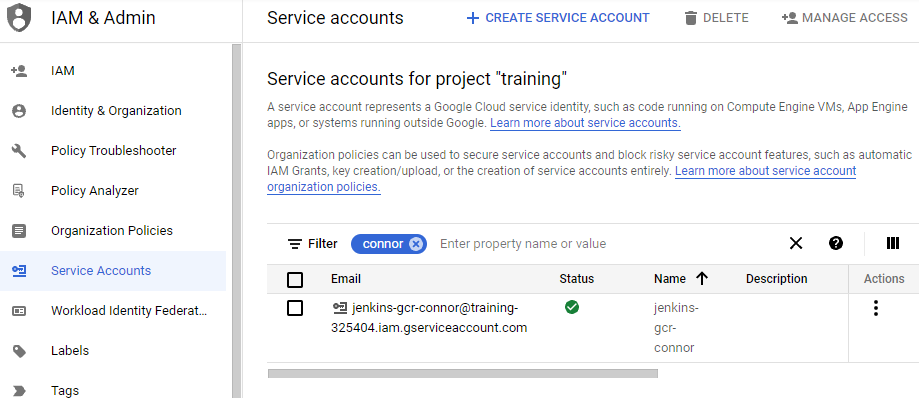 IAM & Admin
Service accounts
CREATE SERVICE ACCOUNT
DELETE
MANAGE ACCESS
IAM
Identity & Organization
Policy Troubleshooter
Policy Analyzer
Organization Policies
Service Accounts
Workload Identity Federat...
Labels
Tags
Service accounts for project "training"
A service account represents a Google Cloud service identity, such as code running on Compute Engine VMs, App Engine
apps, or systems running outside Google. Learn more about service accounts.
Organization policies can be used to secure service accounts and block risky service account features, such as automatic
IAM Grants, key creation/upload, or the creation of service accounts entirely. Learn more about service account
organization policies.
Filter
connor
Enter property name or value
Email
Status
Name
Description
Actions
jenkins-gcr-connor@training-
325404.iam.gserviceaccount.com
jenkins-
gcr-
connor